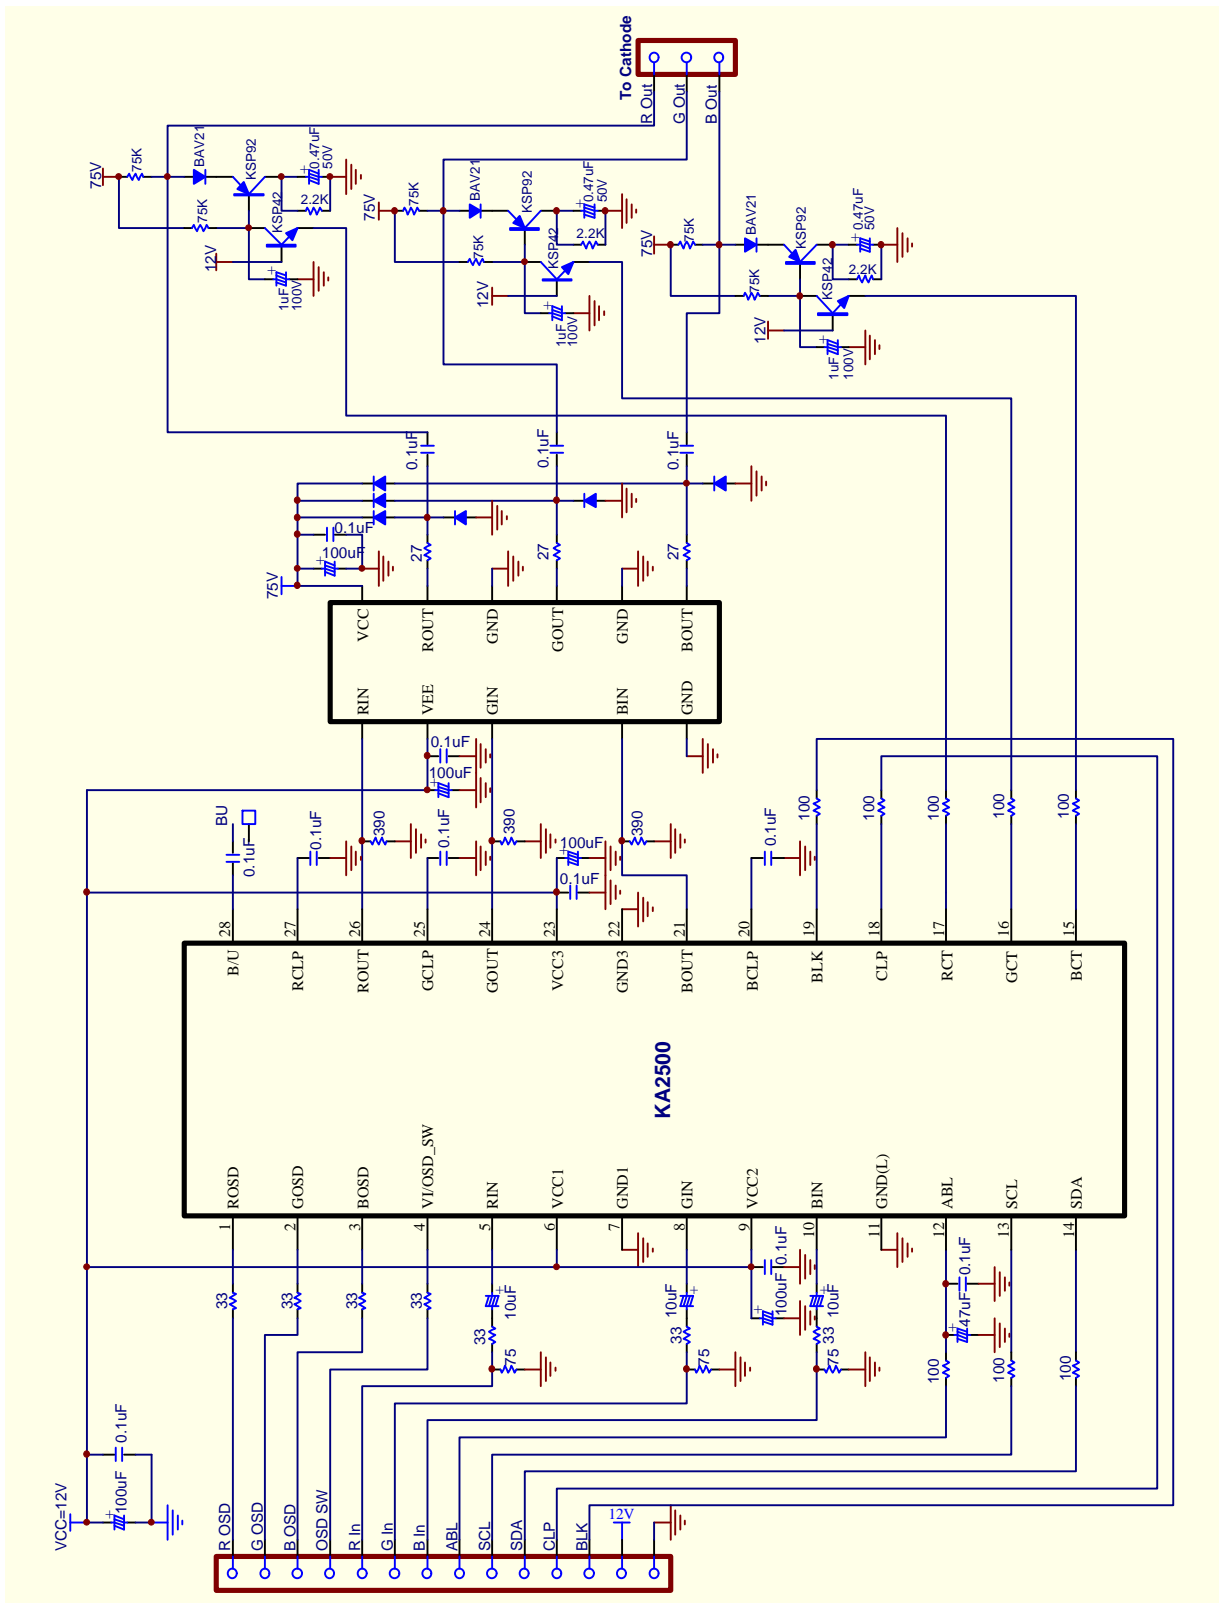 To Cathode
R Out
G Out
B Out
75V
75K
BAV21
KSP92
0.47uF
50V
2.2K
75K
KSP42
12V
1uF
100V
75V
75K
BAV21
KSP92
0.47uF
50V
2.2K
75K
KSP42
12V
1uF
100V
75V
75K
BAV21
KSP92
0.47uF
50V
2.2K
75K
KSP42
12V
1uF
100V
0.1uF
0.1uF
0.1uF
0.1uF
100uF
75V
27
27
27
VCC
ROUT
GND
GOUT
GND
BOUT
RIN
VEE
GIN
BIN
GND
0.1uF
100uF
BU
0.1uF
0.1uF
390
0.1uF
390
100uF
0.1uF
390
0.1uF
100
100
100
100
100
28
27
26
25
24
23
22
21
20
19
18
17
16
15
B/U
RCLP
ROUT
GCLP
GOUT
VCC3
GND3
BOUT
BCLP
BLK
CLP
RCT
GCT
BCT
KA2500
ROSD
GOSD
BOSD
VI/OSD_SW
RIN
VCC1
GND1
GIN
VCC2
BIN
GND(L)
ABL
SCL
SDA
1
2
3
4
5
6
7
8
9
10
11
12
13
14
33
33
33
33
10uF
33
75
10uF
33
75
0.1uF
100uF
10uF
33
75
0.1uF
47uF
100
100
100
VCC=12V
0.1uF
100uF
R OSD
G OSD
B OSD
OSD SW
R In
G In
B In
ABL
SCL
SDA
CLP
BLK
12V